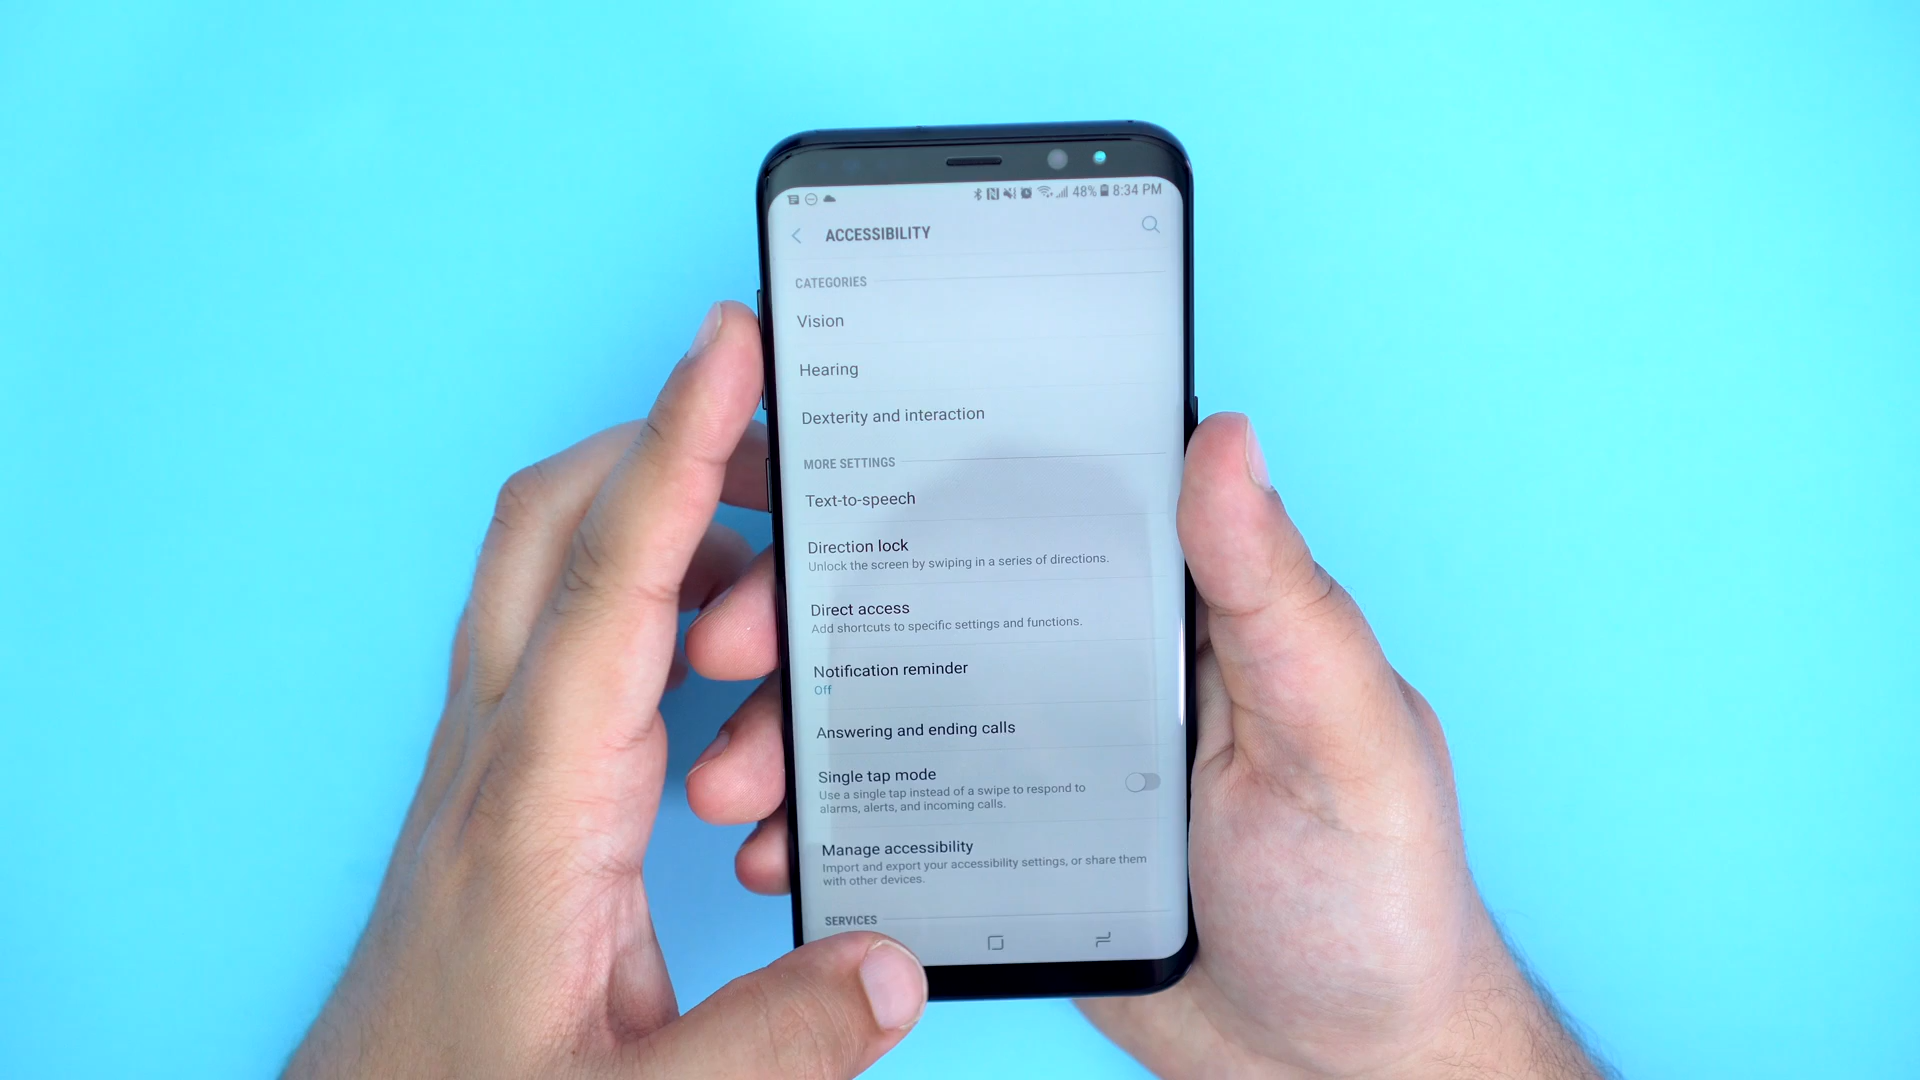 48% 8:34 PM
ACCESSIBILITY
CATEGORIES
Vision
Hearing
Dexterity and interaction
MORE SETTINGS
Text-to-speech
Direction lock
Unlock the screen by swiping in a series of directions.
Direct access
Add shortcuts to specific settings and functions.
Notification reminder
Off
Answering and ending calls
Single tap mode
Use a single tap instead of a swipe to respond to
alarms, alerts, and incoming calls.
Manage accessibility
Import and export your accessibility settings, or share them
with other devices.
SERVICES